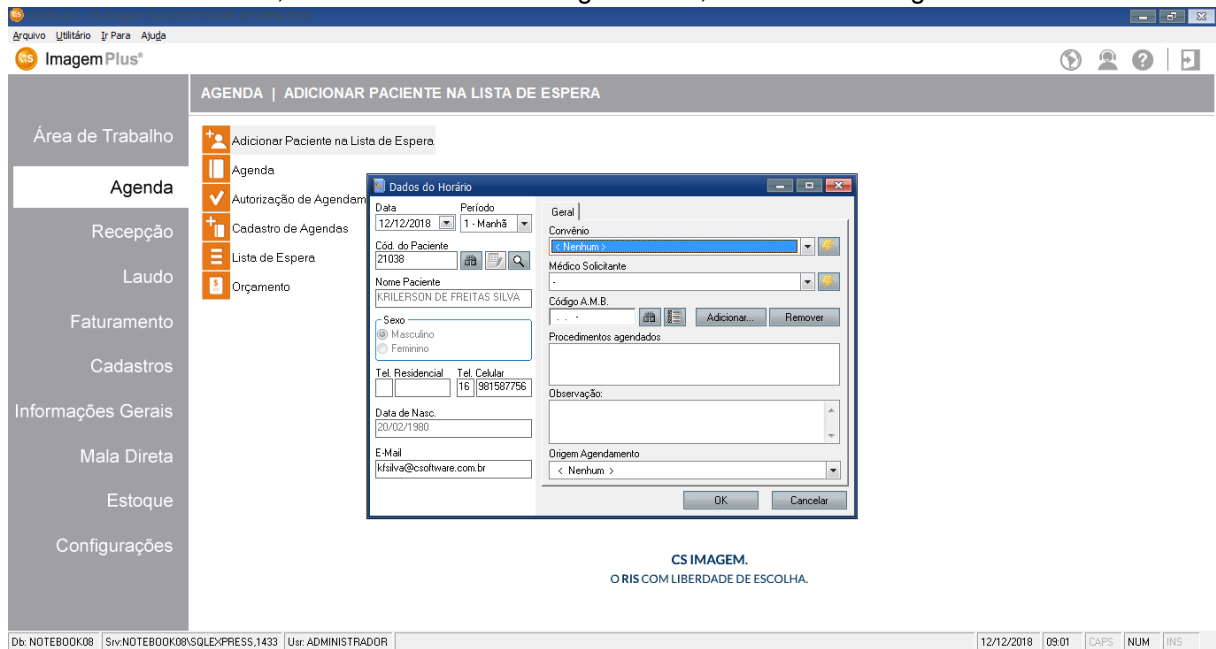 Arquivo Utilitário Ir Para Ajuda
CS ImagemPlus®
AGENDA | ADICIONAR PACIENTE NA LISTA DE ESPERA
Área de Trabalho
Agenda
Recepção
Laudo
Faturamento
Cadastros
Informações Gerais
Mala Direta
Estoque
Configurações
Adicionar Paciente na Lista de Espera
Agenda
Autorização de Agendam
Cadastro de Agendas
Lista de Espera
Orçamento
Dados do Horário
Data Período
12/12/2018 1 - Manhã
Cód. do Paciente
21038
Nome Paciente
KRILERSON DE FREITAS SILVA
Sexo
Masculino
Feminino
Tel. Residencial Tel. Celular
16 981587756
Data de Nasc.
20/02/1980
E-Mail
kfsilva@csoftware.com.br
Geral
Convênio
< Nenhum >
Médico Solicitante
-
Código A.M.B.
. . -
Adicionar... Remover
Procedimentos agendados
Observação:
Origem Agendamento
< Nenhum >
OK Cancelar
CS IMAGEM.
O RIS COM LIBERDADE DE ESCOLHA.
Db: NOTEBOOK08 Srv:NOTEBOOK08\SQLEXPRESS,1433 Usr: ADMINISTRADOR 12/12/2018 09:01 CAPS NUM INS